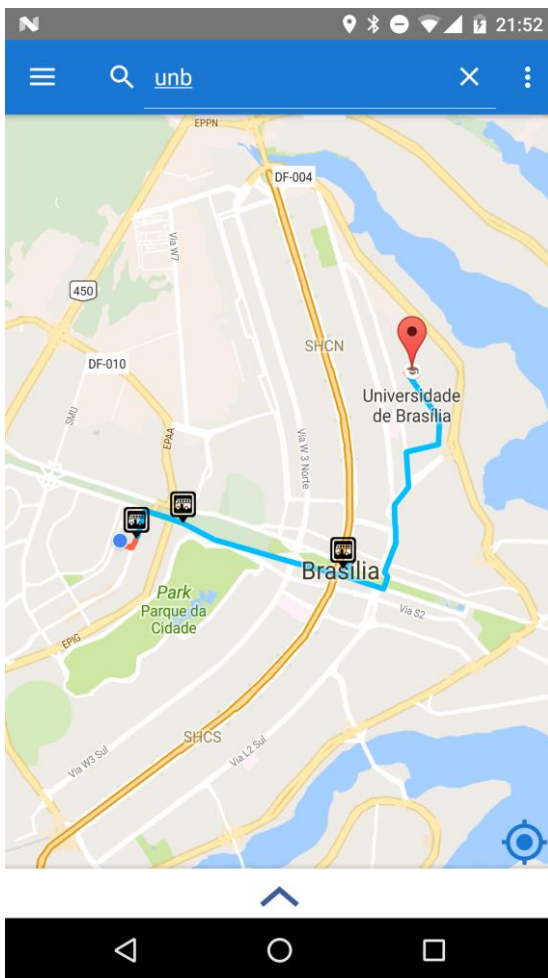 N
21:52
unb
EPPN
DF-004
Via W7
450
SHCN
DF-010
Universidade
de Brasília
SMU
EPAA
Via W 3 Norte
Brasília
Park
Parque da
Cidade
Via S2
EPIG
SHCS
Via W3 Sul
Via L2 Sul